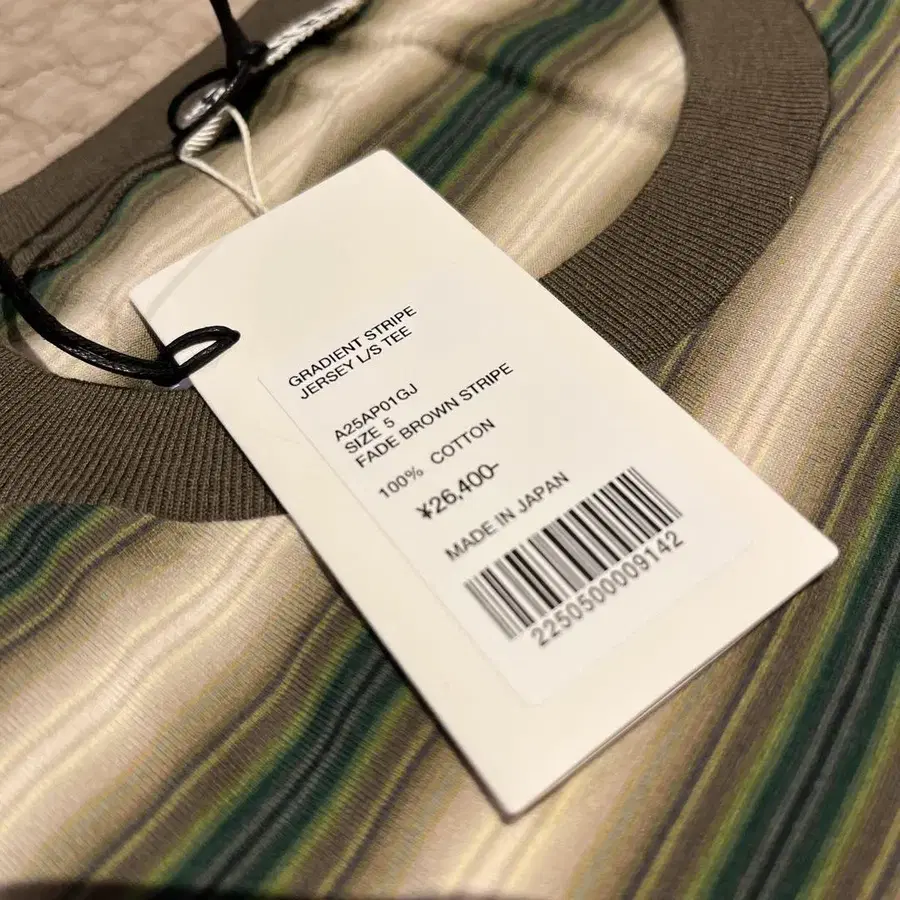 GRADIENT STRIPE
JERSEY L/S TEE
A25AP01GJ
SIZE 5
FADE BROWN STRIPE
100% COTTON
¥26,400-
MADE IN JAPAN
2250500009142